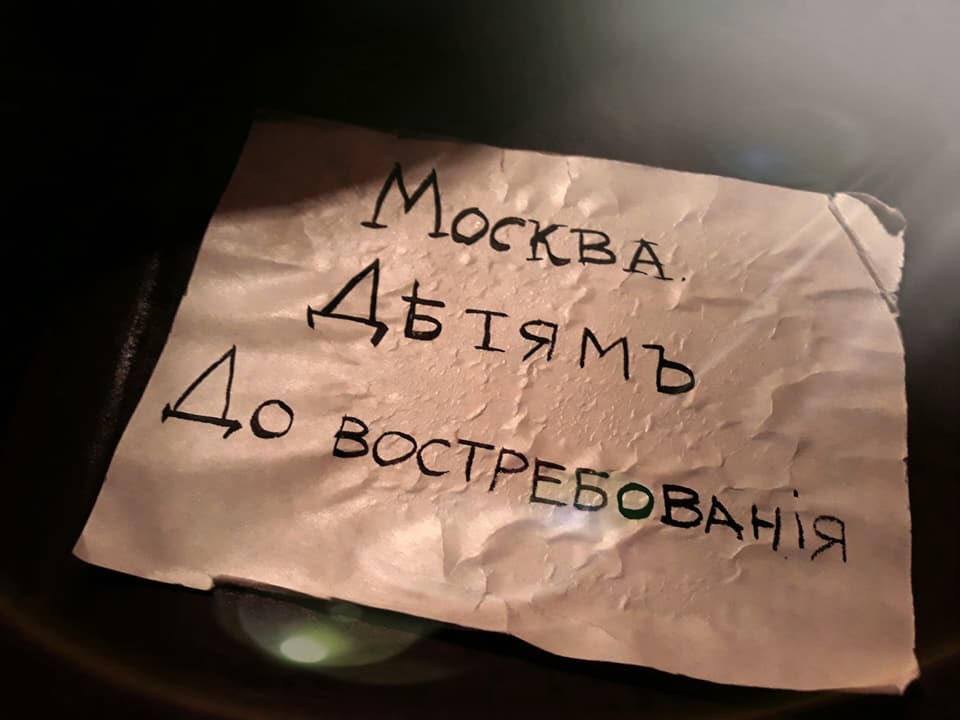 Москва.
Дѣтямъ
До востребованія